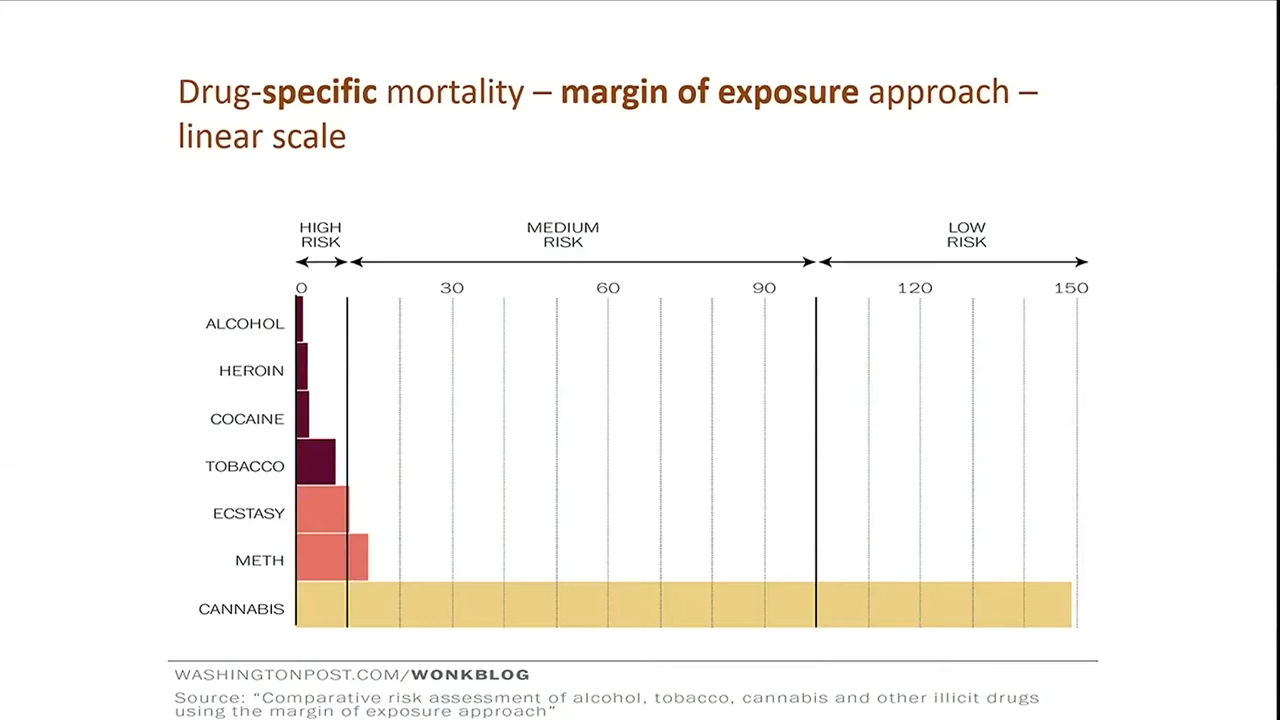 Drug-specific mortality – margin of exposure approach –
linear scale
HIGH
RISK
MEDIUM
RISK
LOW
RISK
0 30 60 90 120 150
ALCOHOL
HEROIN
COCAINE
TOBACCO
ECSTASY
METH
CANNABIS
WASHINGTONPOST.COM/WONKBLOG
Source: “Comparative risk assessment of alcohol, tobacco, cannabis and other illicit drugs
using the margin of exposure approach”